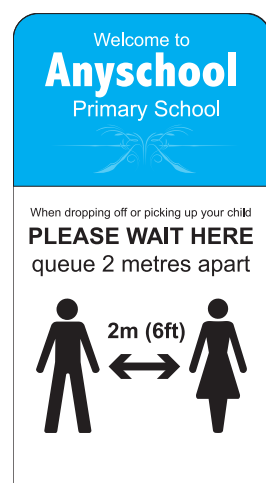 Welcome to
Anyschool
Primary School
When dropping off or picking up your child
PLEASE WAIT HERE
queue 2 metres apart
2m (6ft)